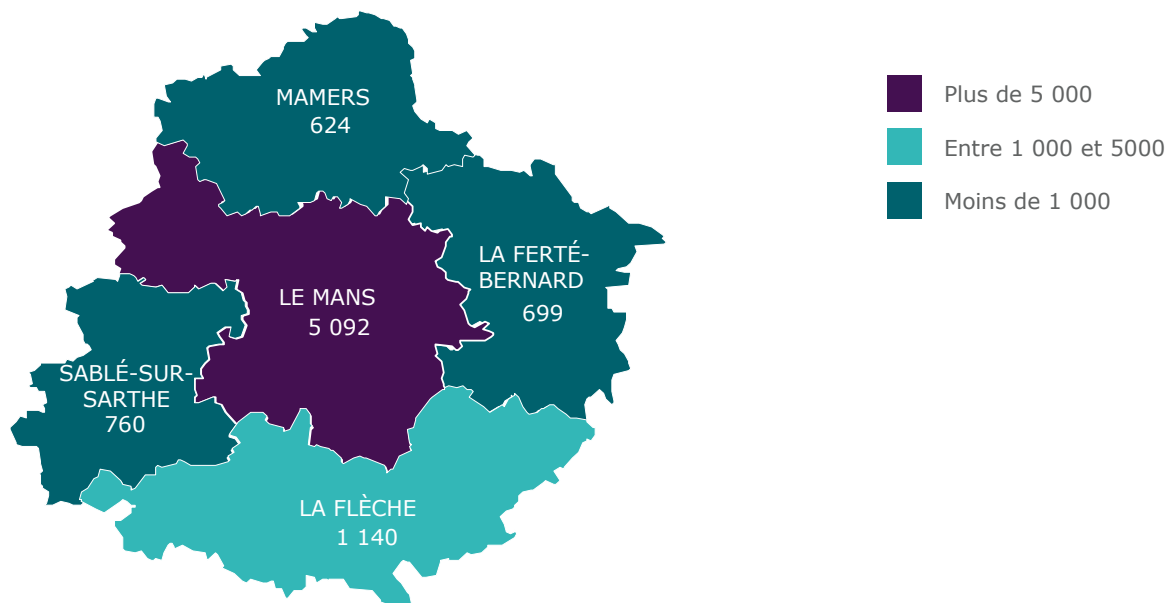 MAMERS
624
LA FERTÉ-
BERNARD
699
LE MANS
5 092
SABLÉ-SUR-
SARTHE
760
LA FLÈCHE
1 140
Plus de 5 000
Entre 1 000 et 5000
Moins de 1 000